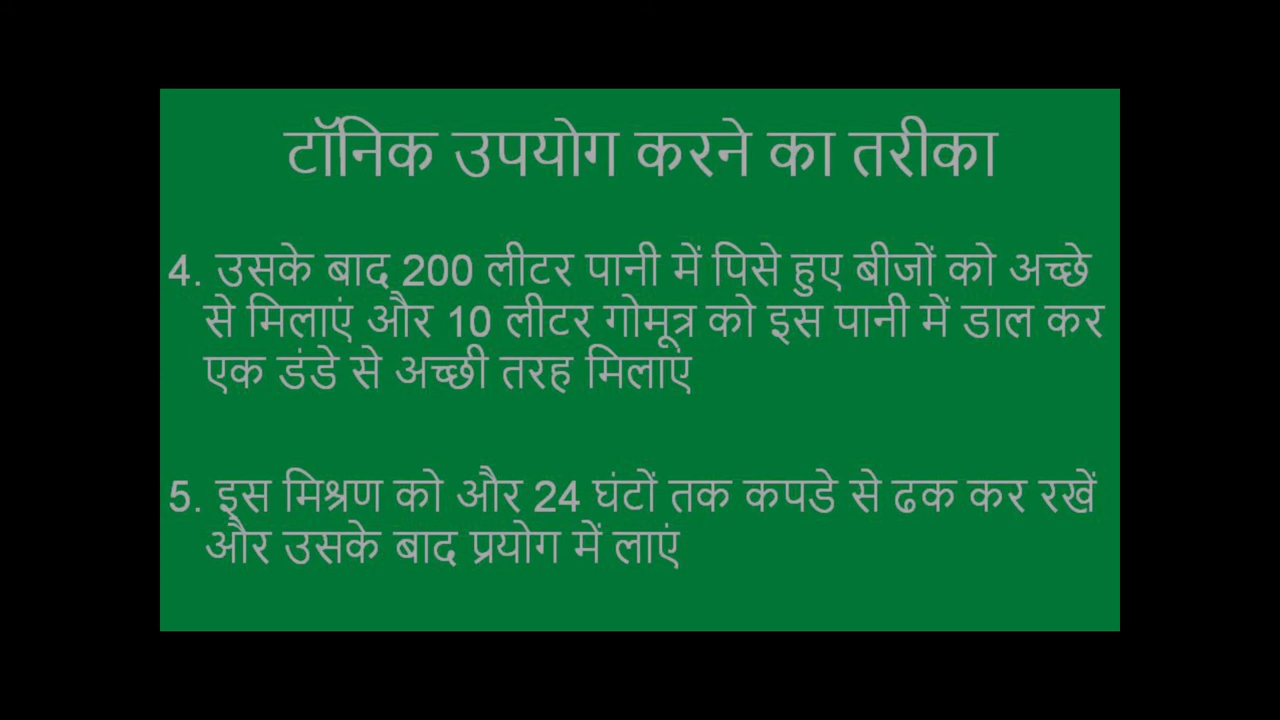 टॉनिक उपयोग करने का तरीका
4. उसके बाद 200 लीटर पानी में पिसे हुए बीजों को अच्छे
से मिलाएं और 10 लीटर गोमूत्र को इस पानी में डाल कर
एक डंडे से अच्छी तरह मिलाएं
5. इस मिश्रण को और 24 घंटों तक कपडे से ढक कर रखें
और उसके बाद प्रयोग में लाएं